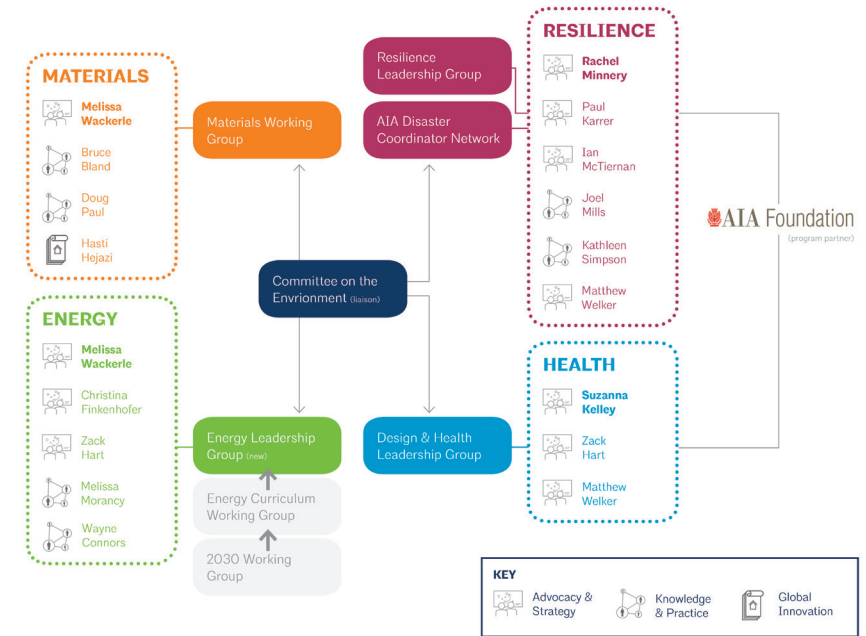 MATERIALS
Melissa
Wackerle
Bruce
Bland
Doug
Paul
Hasti
Hejazi
Materials Working
Group
Resilience
Leadership Group
AIA Disaster
Coordinator Network
RESILIENCE
Rachel
Minnery
Paul
Karrer
Ian
McTiernan
Joel
Mills
Kathleen
Simpson
Matthew
Welker
AIA Foundation
(program partner)
Committee on the
Envrionment (liaison)
ENERGY
Melissa
Wackerle
Christina
Finkenhofer
Zack
Hart
Melissa
Morancy
Wayne
Connors
Energy Leadership
Group (new)
Energy Curriculum
Working Group
2030 Working
Group
Design & Health
Leadership Group
HEALTH
Suzanna
Kelley
Zack
Hart
Matthew
Welker
KEY
Advocacy &
Strategy
Knowledge
& Practice
Global
Innovation